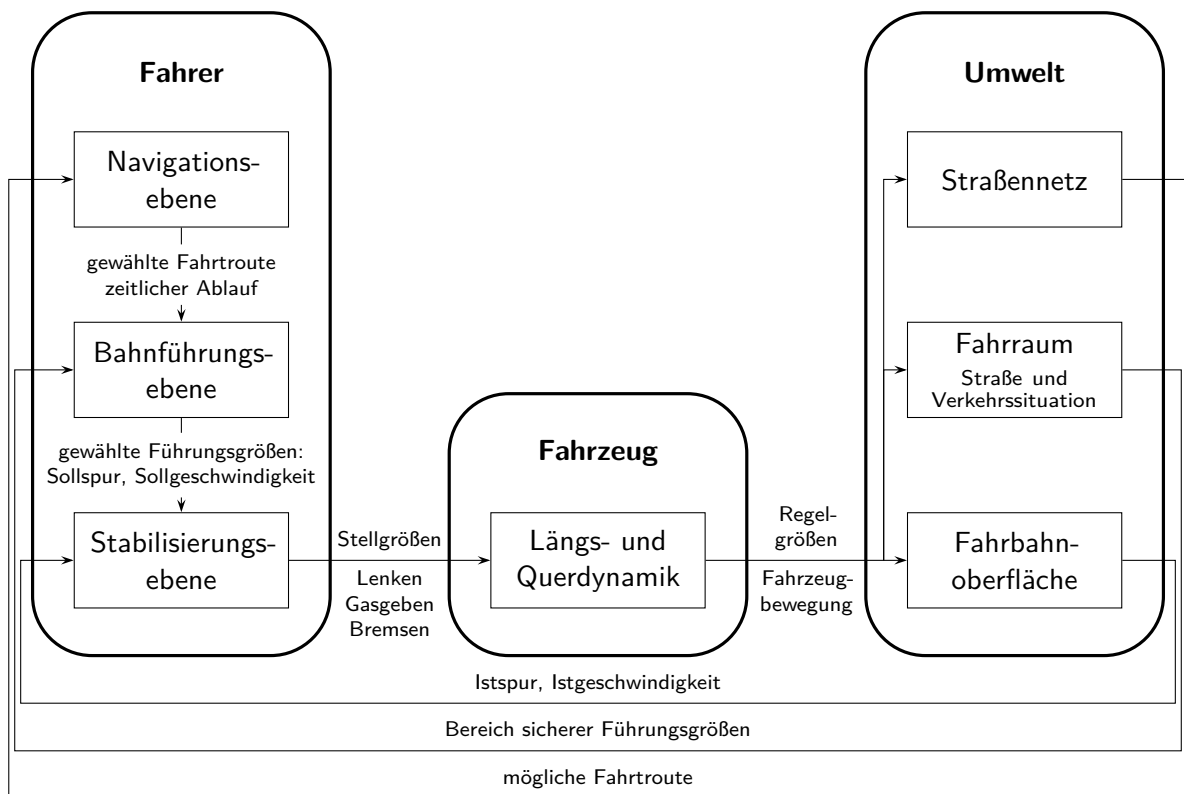 Fahrer
Navigations-
ebene
gewählte Fahrtroute
zeitlicher Ablauf
Bahnführungs-
ebene
gewählte Führungsgrößen:
Sollspur, Sollgeschwindigkeit
Stabilisierungs-
ebene
Stellgrößen
Lenken
Gasgeben
Bremsen
Fahrzeug
Längs- und
Querdynamik
Regel-
größen
Fahrzeug-
bewegung
Umwelt
Straßennetz
Fahrraum
Straße und
Verkehrssituation
Fahrbahn-
oberfläche
Istspur, Istgeschwindigkeit
Bereich sicherer Führungsgrößen
mögliche Fahrtroute